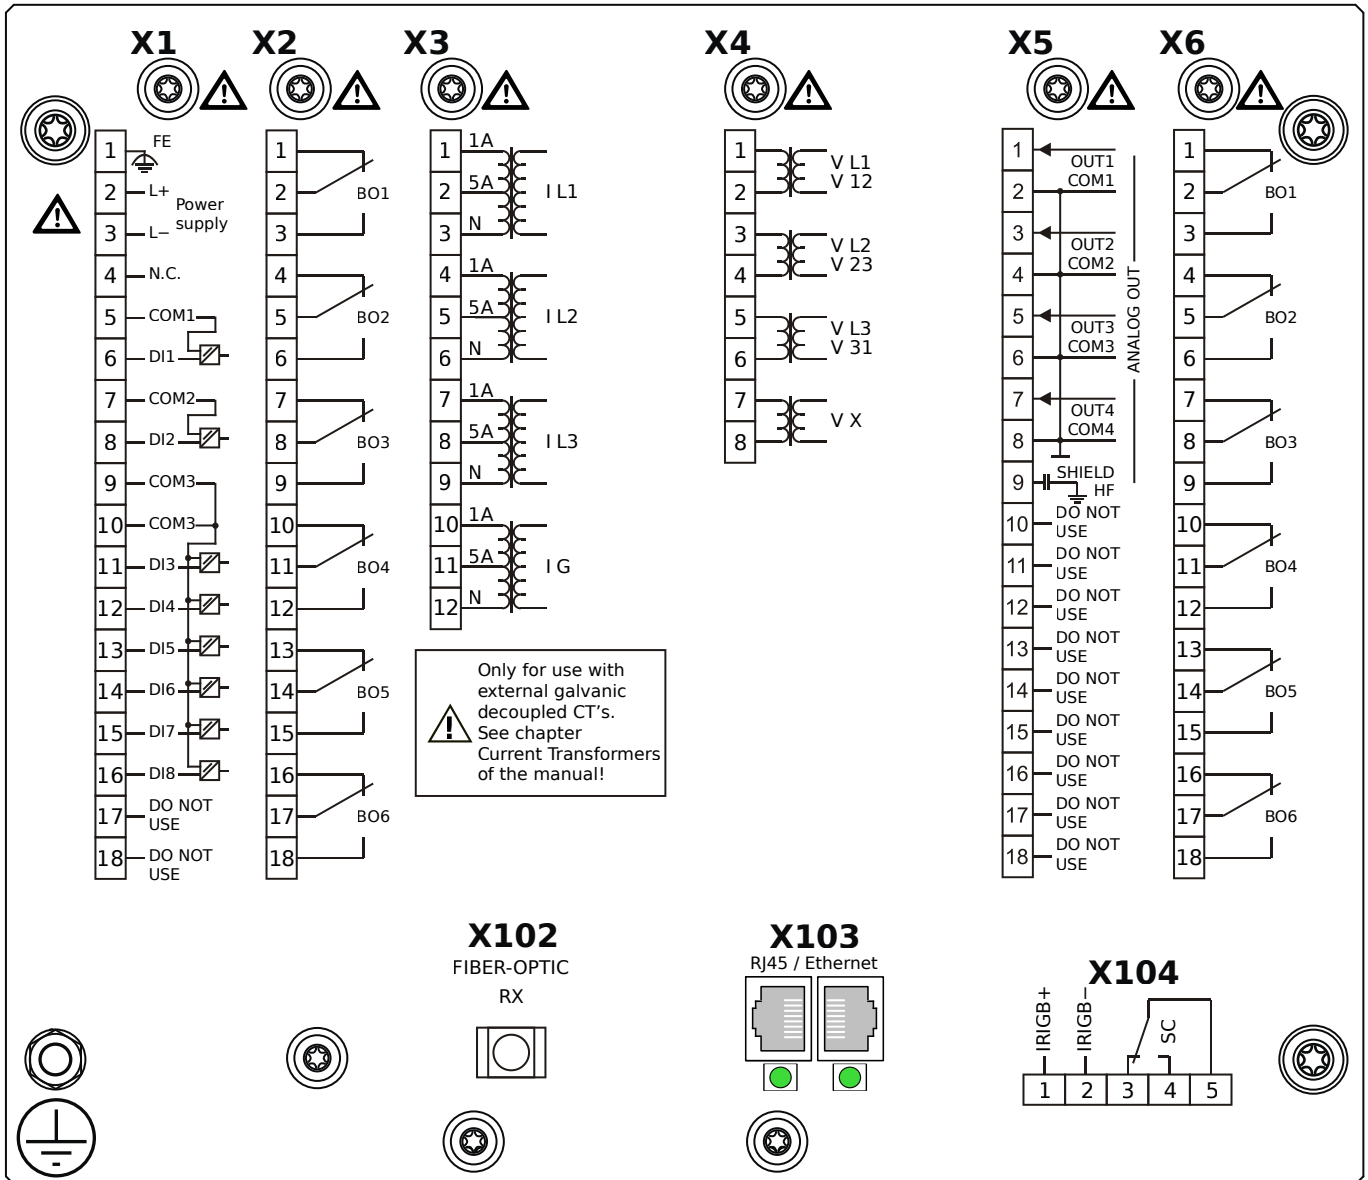 X1
X2
X3
X4
X5
X6
1 FE
2 L+
Power
supply
3 L−
4 N.C.
5 COM1
6 DI1
7 COM2
8 DI2
9 COM3
10 COM3
11 DI3
12 DI4
13 DI5
14 DI6
15 DI7
16 DI8
17 DO NOT
USE
18 DO NOT
USE
1
2 BO1
3
4
5 BO2
6
7
8 BO3
9
10
11 BO4
12
13
14 BO5
15
16
17 BO6
18
1 1A
2 5A I L1
3 N
4 1A
5 5A I L2
6 N
7 1A
8 5A I L3
9 N
10 1A
11 5A I G
12 N
Only for use with
external galvanic
decoupled CT's.
See chapter
Current Transformers
of the manual!
1 V L1
2 V 12
3 V L2
4 V 23
5 V L3
6 V 31
7 V X
8
1 OUT1
2 COM1
3 OUT2
4 COM2
5 OUT3
6 COM3
7 OUT4
8 COM4
ANALOG OUT
9 SHIELD
HF
10 DO NOT
USE
11 DO NOT
USE
12 DO NOT
USE
13 DO NOT
USE
14 DO NOT
USE
15 DO NOT
USE
16 DO NOT
USE
17 DO NOT
USE
18 DO NOT
USE
1
2 BO1
3
4
5 BO2
6
7
8 BO3
9
10
11 BO4
12
13
14 BO5
15
16
17 BO6
18
X102
FIBER-OPTIC
RX
X103
RJ45 / Ethernet
X104
IRIGB+
IRIGB−
SC
1 2 3 4 5